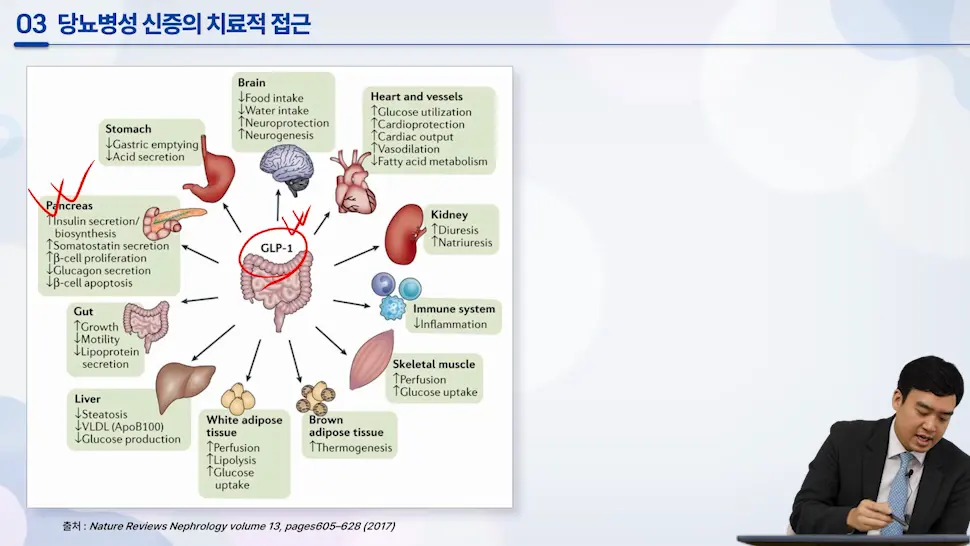 03 당뇨병성 신증의 치료적 접근
Brain
↓Food intake
↓Water intake
↑Neuroprotection
↑Neurogenesis
Heart and vessels
↑Glucose utilization
↑Cardioprotection
↑Cardiac output
↑Vasodilation
↓Fatty acid metabolism
Stomach
↓Gastric emptying
↓Acid secretion
Pancreas
↑Insulin secretion/
biosynthesis
↑Somatostatin secretion
↑β-cell proliferation
↓Glucagon secretion
↓β-cell apoptosis
GLP-1
Kidney
↑Diuresis
↑Natriuresis
Immune system
↓Inflammation
Gut
↑Growth
↓Motility
↓Lipoprotein
secretion
Skeletal muscle
↑Perfusion
↑Glucose uptake
Liver
↓Steatosis
↓VLDL (ApoB100)
↓Glucose production
White adipose
tissue
↑Perfusion
↑Lipolysis
↑Glucose
uptake
Brown
adipose tissue
↑Thermogenesis
출처 : Nature Reviews Nephrology volume 13, pages605–628 (2017)